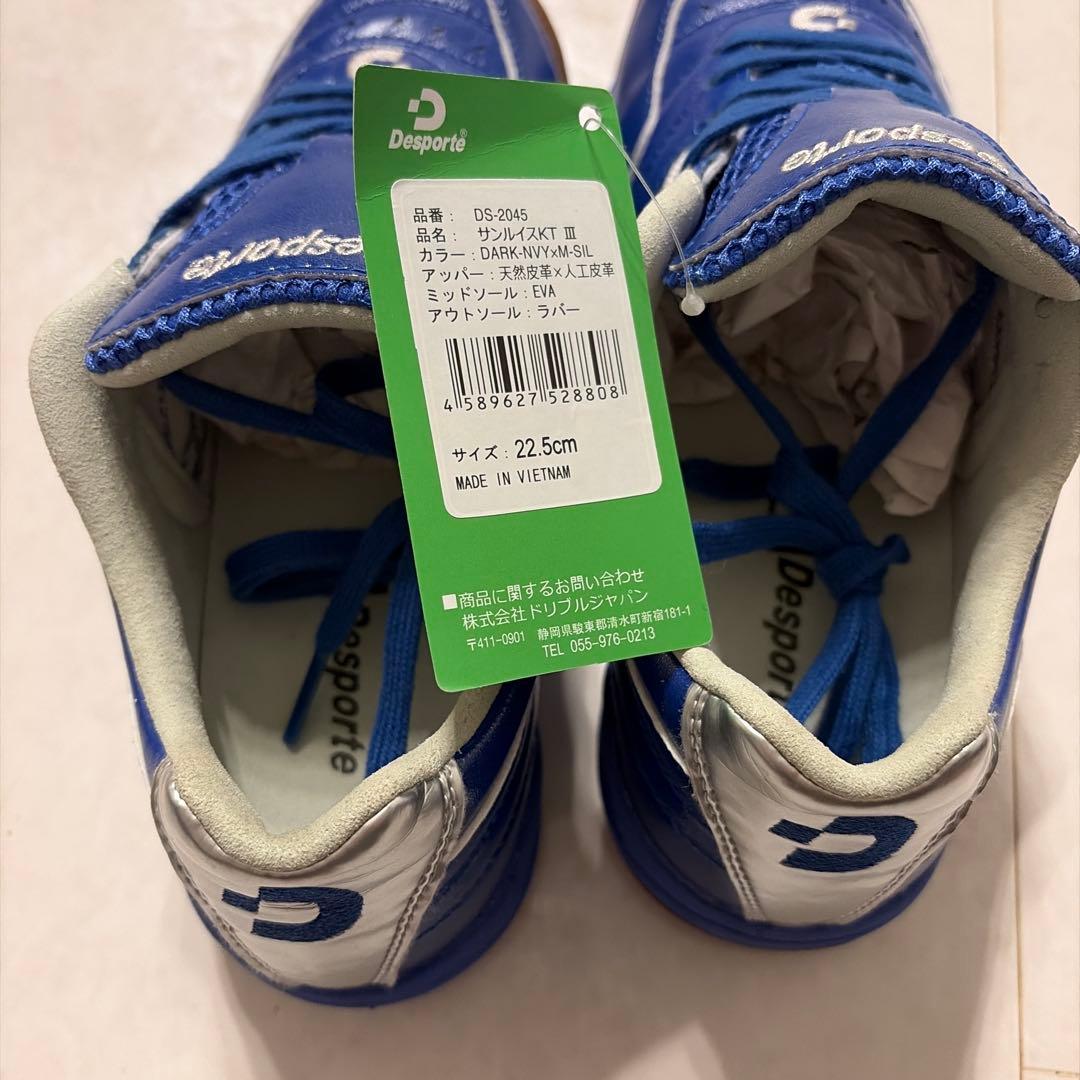 Desporté®
品番： DS-2045
品名： サンルイスKT Ⅲ
カラー：DARK-NVY×M-SIL
アッパー：天然皮革×人工皮革
ミッドソール：EVA
アウトソール：ラバー
4 589627 528808
サイズ：22.5cm
MADE IN VIETNAM
■商品に関するお問い合わせ
株式会社ドリブルジャパン
〒411-0901 静岡県駿東郡清水町新宿181-1
TEL 055-976-0213
esporte
esporte
Desporte
Desporte